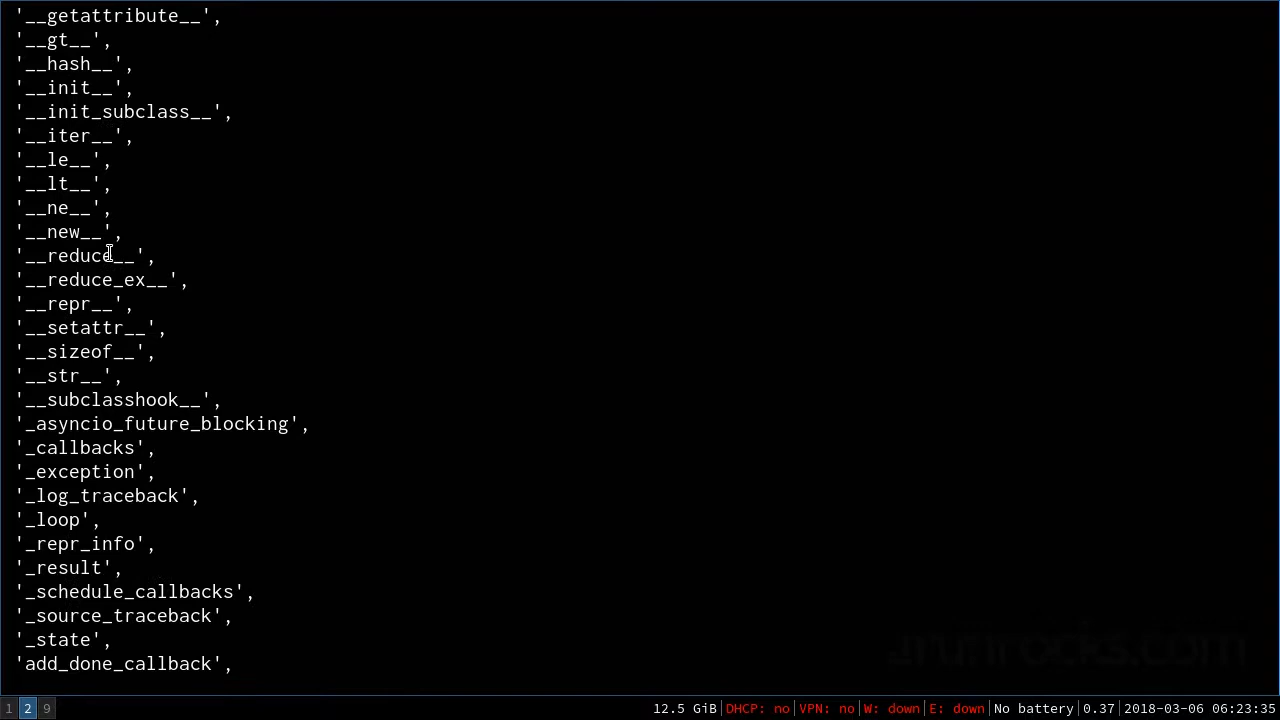 '__getattribute__',
'__gt__',
'__hash__',
'__init__',
'__init_subclass__',
'__iter__',
'__le__',
'__lt__',
'__ne__',
'__new__',
'__reduce__',
'__reduce_ex__',
'__repr__',
'__setattr__',
'__sizeof__',
'__str__',
'__subclasshook__',
'_asyncio_future_blocking',
'_callbacks',
'_exception',
'_log_traceback',
'_loop',
'_repr_info',
'_result',
'_schedule_callbacks',
'_source_traceback',
'_state',
'add_done_callback',
1 2 9 12.5 GiB|DHCP: no|VPN: no|W: down|E: down|No battery|0.37|2018-03-06 06:23:35